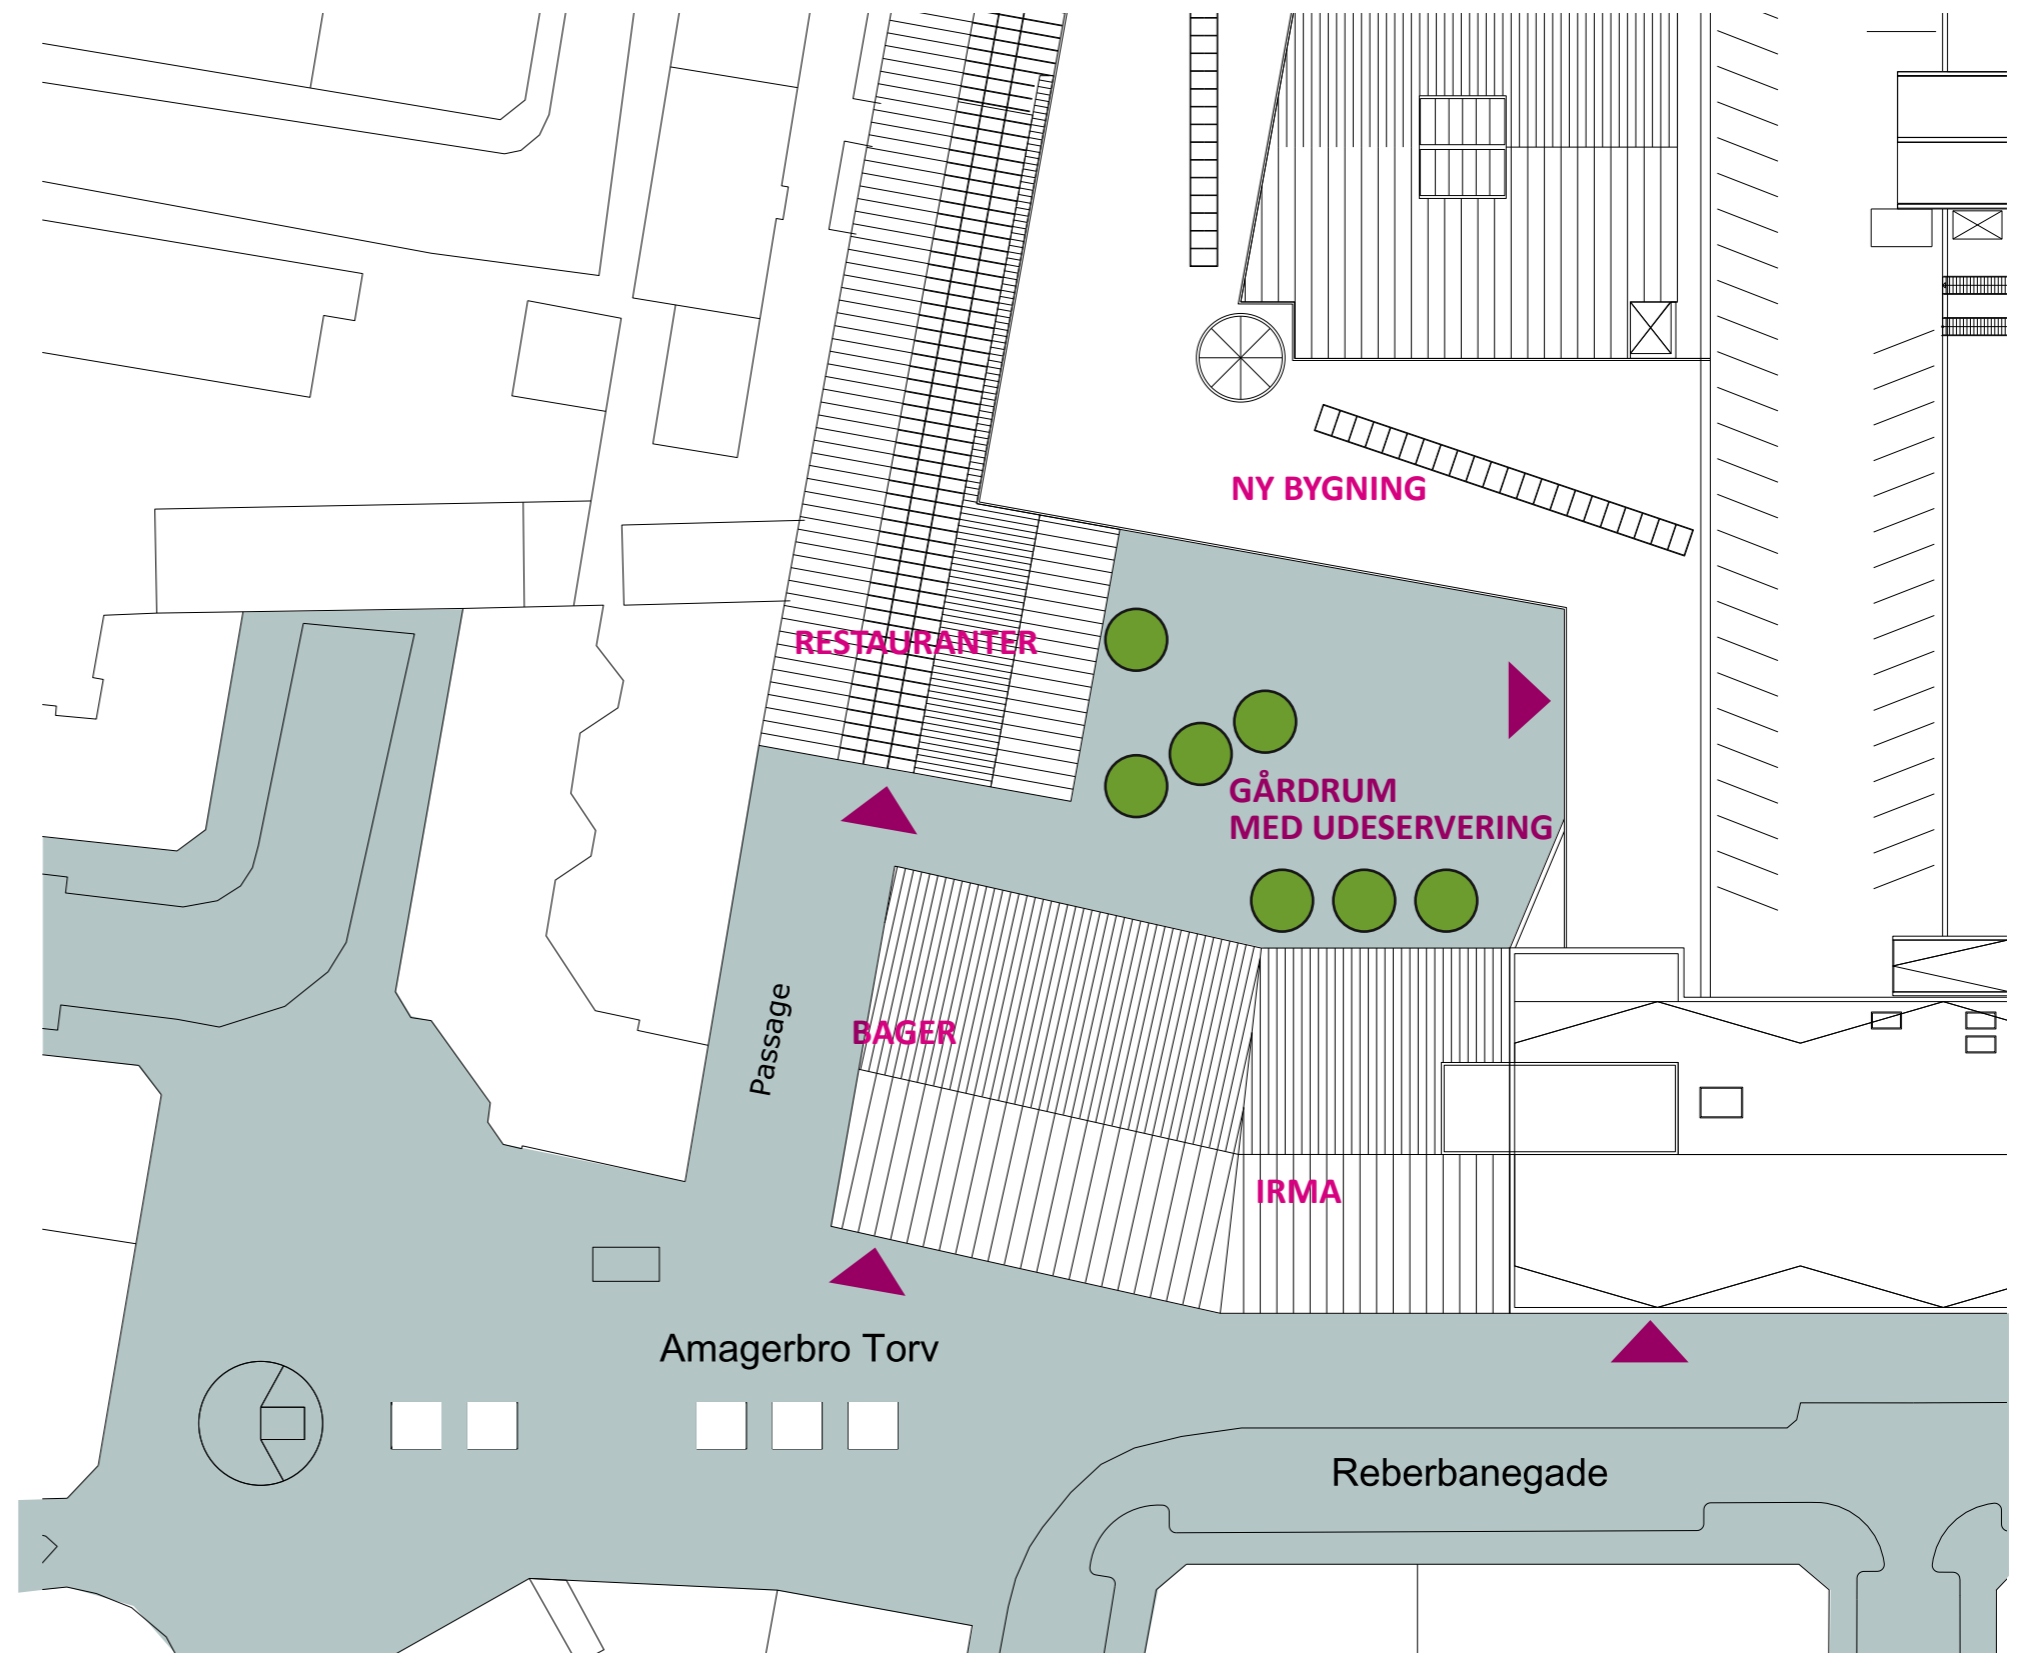 NY BYGNING
RESTAURANTER
GÅRDRUM
MED UDESERVERING
Passage
BAGER
IRMA
Amagerbro Torv
Reberbanegade